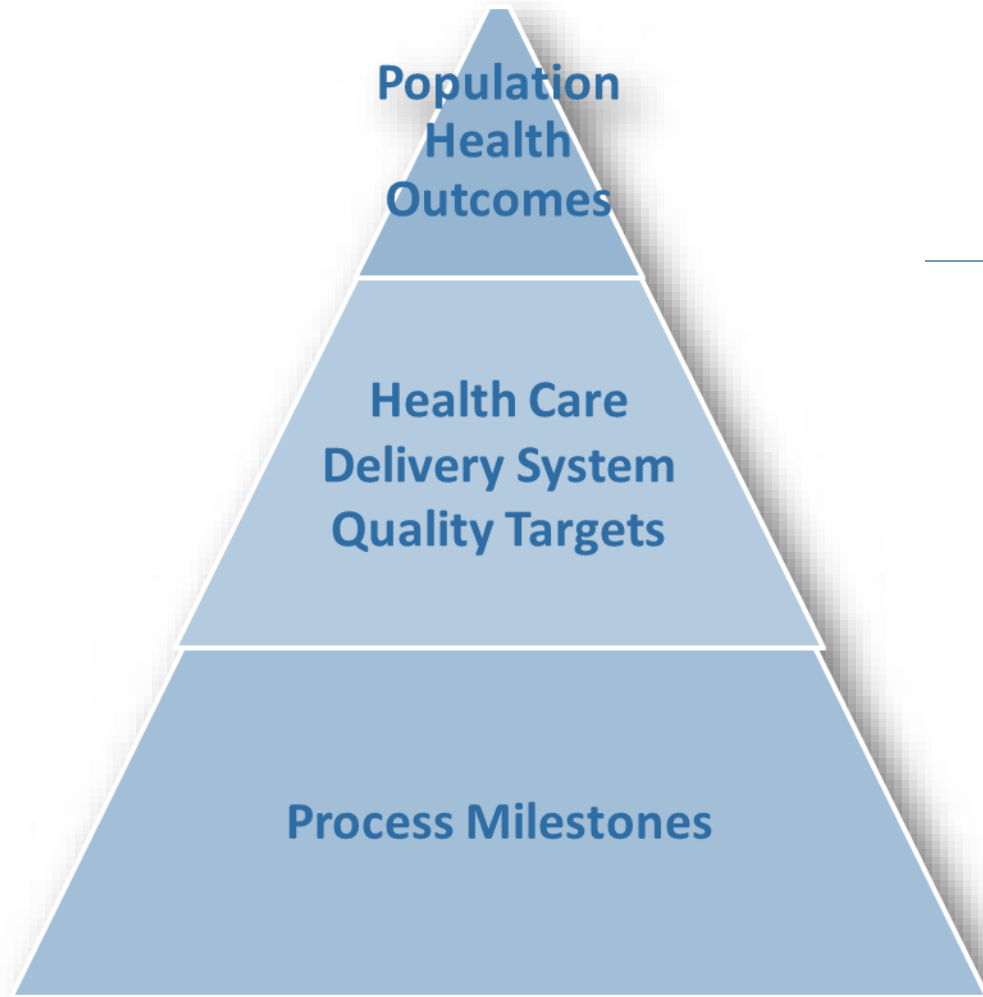 Population
Health
Outcomes
Health Care
Delivery System
Quality Targets
Process Milestones